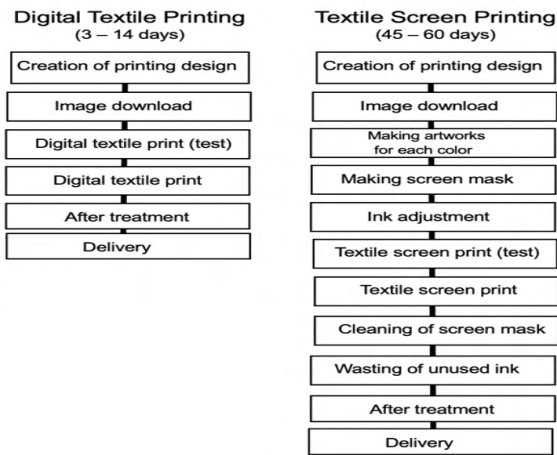 Digital Textile Printing
(3 – 14 days)
Creation of printing design
Image download
Digital textile print (test)
Digital textile print
After treatment
Delivery
Textile Screen Printing
(45 – 60 days)
Creation of printing design
Image download
Making artworks
for each color
Making screen mask
Ink adjustment
Textile screen print (test)
Textile screen print
Cleaning of screen mask
Wasting of unused ink
After treatment
Delivery